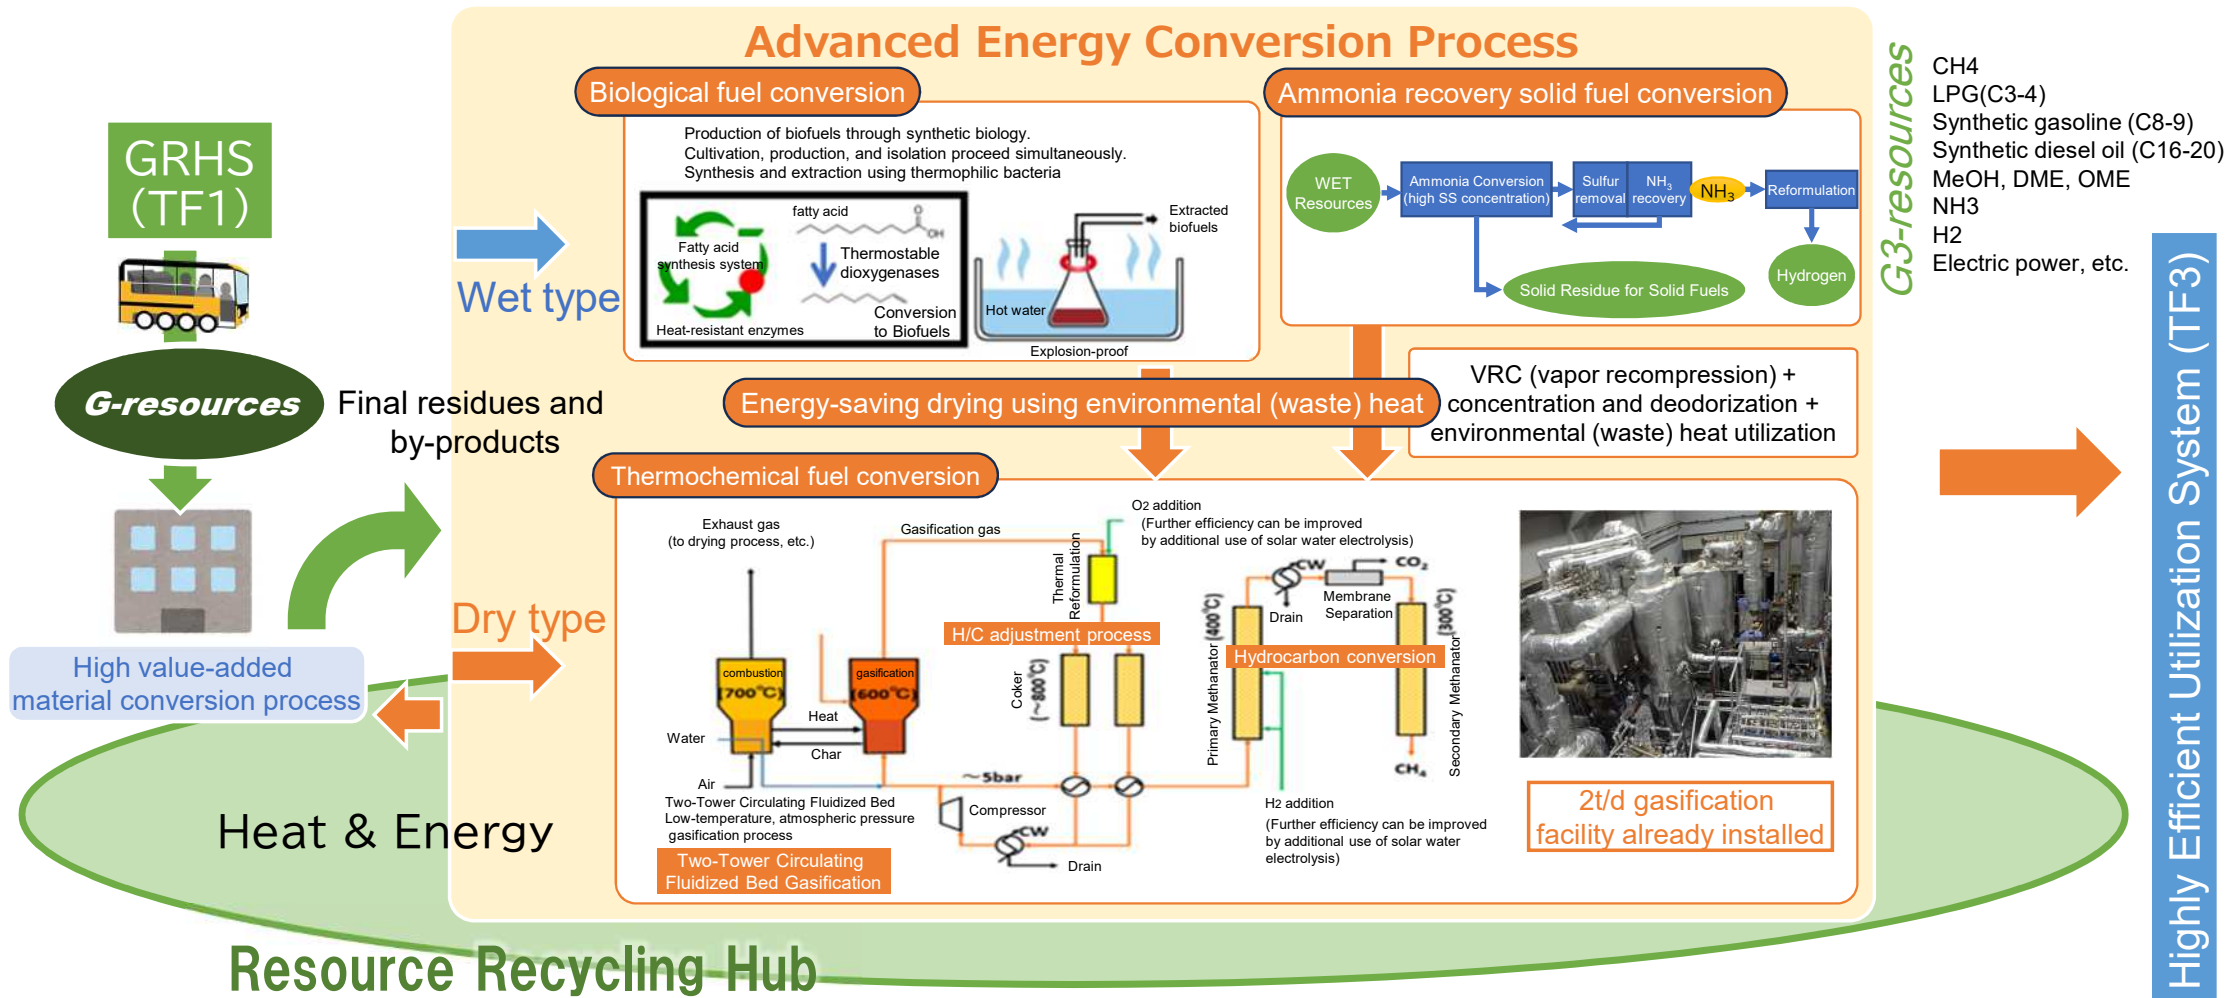 Advanced Energy Conversion Process
GRHS
(TF1)
G-resources
High value-added
material conversion process
Final residues and
by-products
Wet type
Dry type
Heat & Energy
Resource Recycling Hub
Biological fuel conversion
Production of biofuels through synthetic biology.
Cultivation, production, and isolation proceed simultaneously.
Synthesis and extraction using thermophilic bacteria
Fatty acid
synthesis system
Heat-resistant enzymes
fatty acid
O
OH
Thermostable
dioxygenases
Conversion
to Biofuels
Extracted
biofuels
Hot water
Explosion-proof
Ammonia recovery solid fuel conversion
WET
Resources
Ammonia Conversion
(high SS concentration)
Sulfur
removal
NH3
recovery
NH3
Reformulation
Hydrogen
Solid Residue for Solid Fuels
Energy-saving drying using environmental (waste) heat
VRC (vapor recompression) +
concentration and deodorization +
environmental (waste) heat utilization
Thermochemical fuel conversion
Exhaust gas
(to drying process, etc.)
Gasification gas
O2 addition
(Further efficiency can be improved
by additional use of solar water electrolysis)
Thermal
Reformulation
H/C adjustment process
combustion
(700℃)
gasification
(600℃)
Heat
Char
Water
Air
Coker
(~800℃)
~5bar
Compressor
CW
Drain
Two-Tower Circulating Fluidized Bed
Low-temperature, atmospheric pressure
gasification process
Two-Tower Circulating
Fluidized Bed Gasification
Primary Methanator (400℃)
CW
Drain
CO2
Membrane
Separation
Hydrocarbon conversion
Secondary Methanator (300℃)
CH4
H2 addition
(Further efficiency can be improved
by additional use of solar water
electrolysis)
2t/d gasification
facility already installed
G3-resources
CH4
LPG(C3-4)
Synthetic gasoline (C8-9)
Synthetic diesel oil (C16-20)
MeOH, DME, OME
NH3
H2
Electric power, etc.
Highly Efficient Utilization System (TF3)